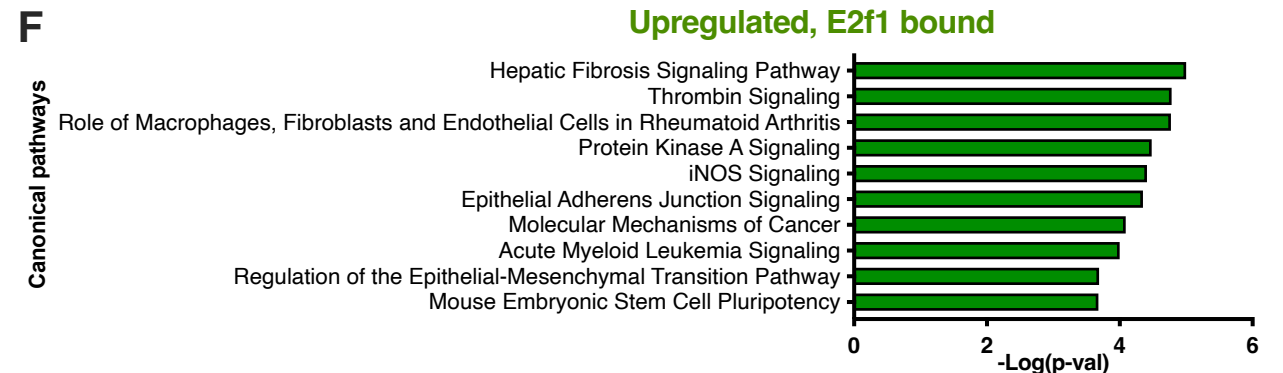 F
Upregulated, E2f1 bound
Canonical pathways
Hepatic Fibrosis Signaling Pathway
Thrombin Signaling
Role of Macrophages, Fibroblasts and Endothelial Cells in Rheumatoid Arthritis
Protein Kinase A Signaling
iNOS Signaling
Epithelial Adherens Junction Signaling
Molecular Mechanisms of Cancer
Acute Myeloid Leukemia Signaling
Regulation of the Epithelial-Mesenchymal Transition Pathway
Mouse Embryonic Stem Cell Pluripotency
0 2 4 6
-Log(p-val)